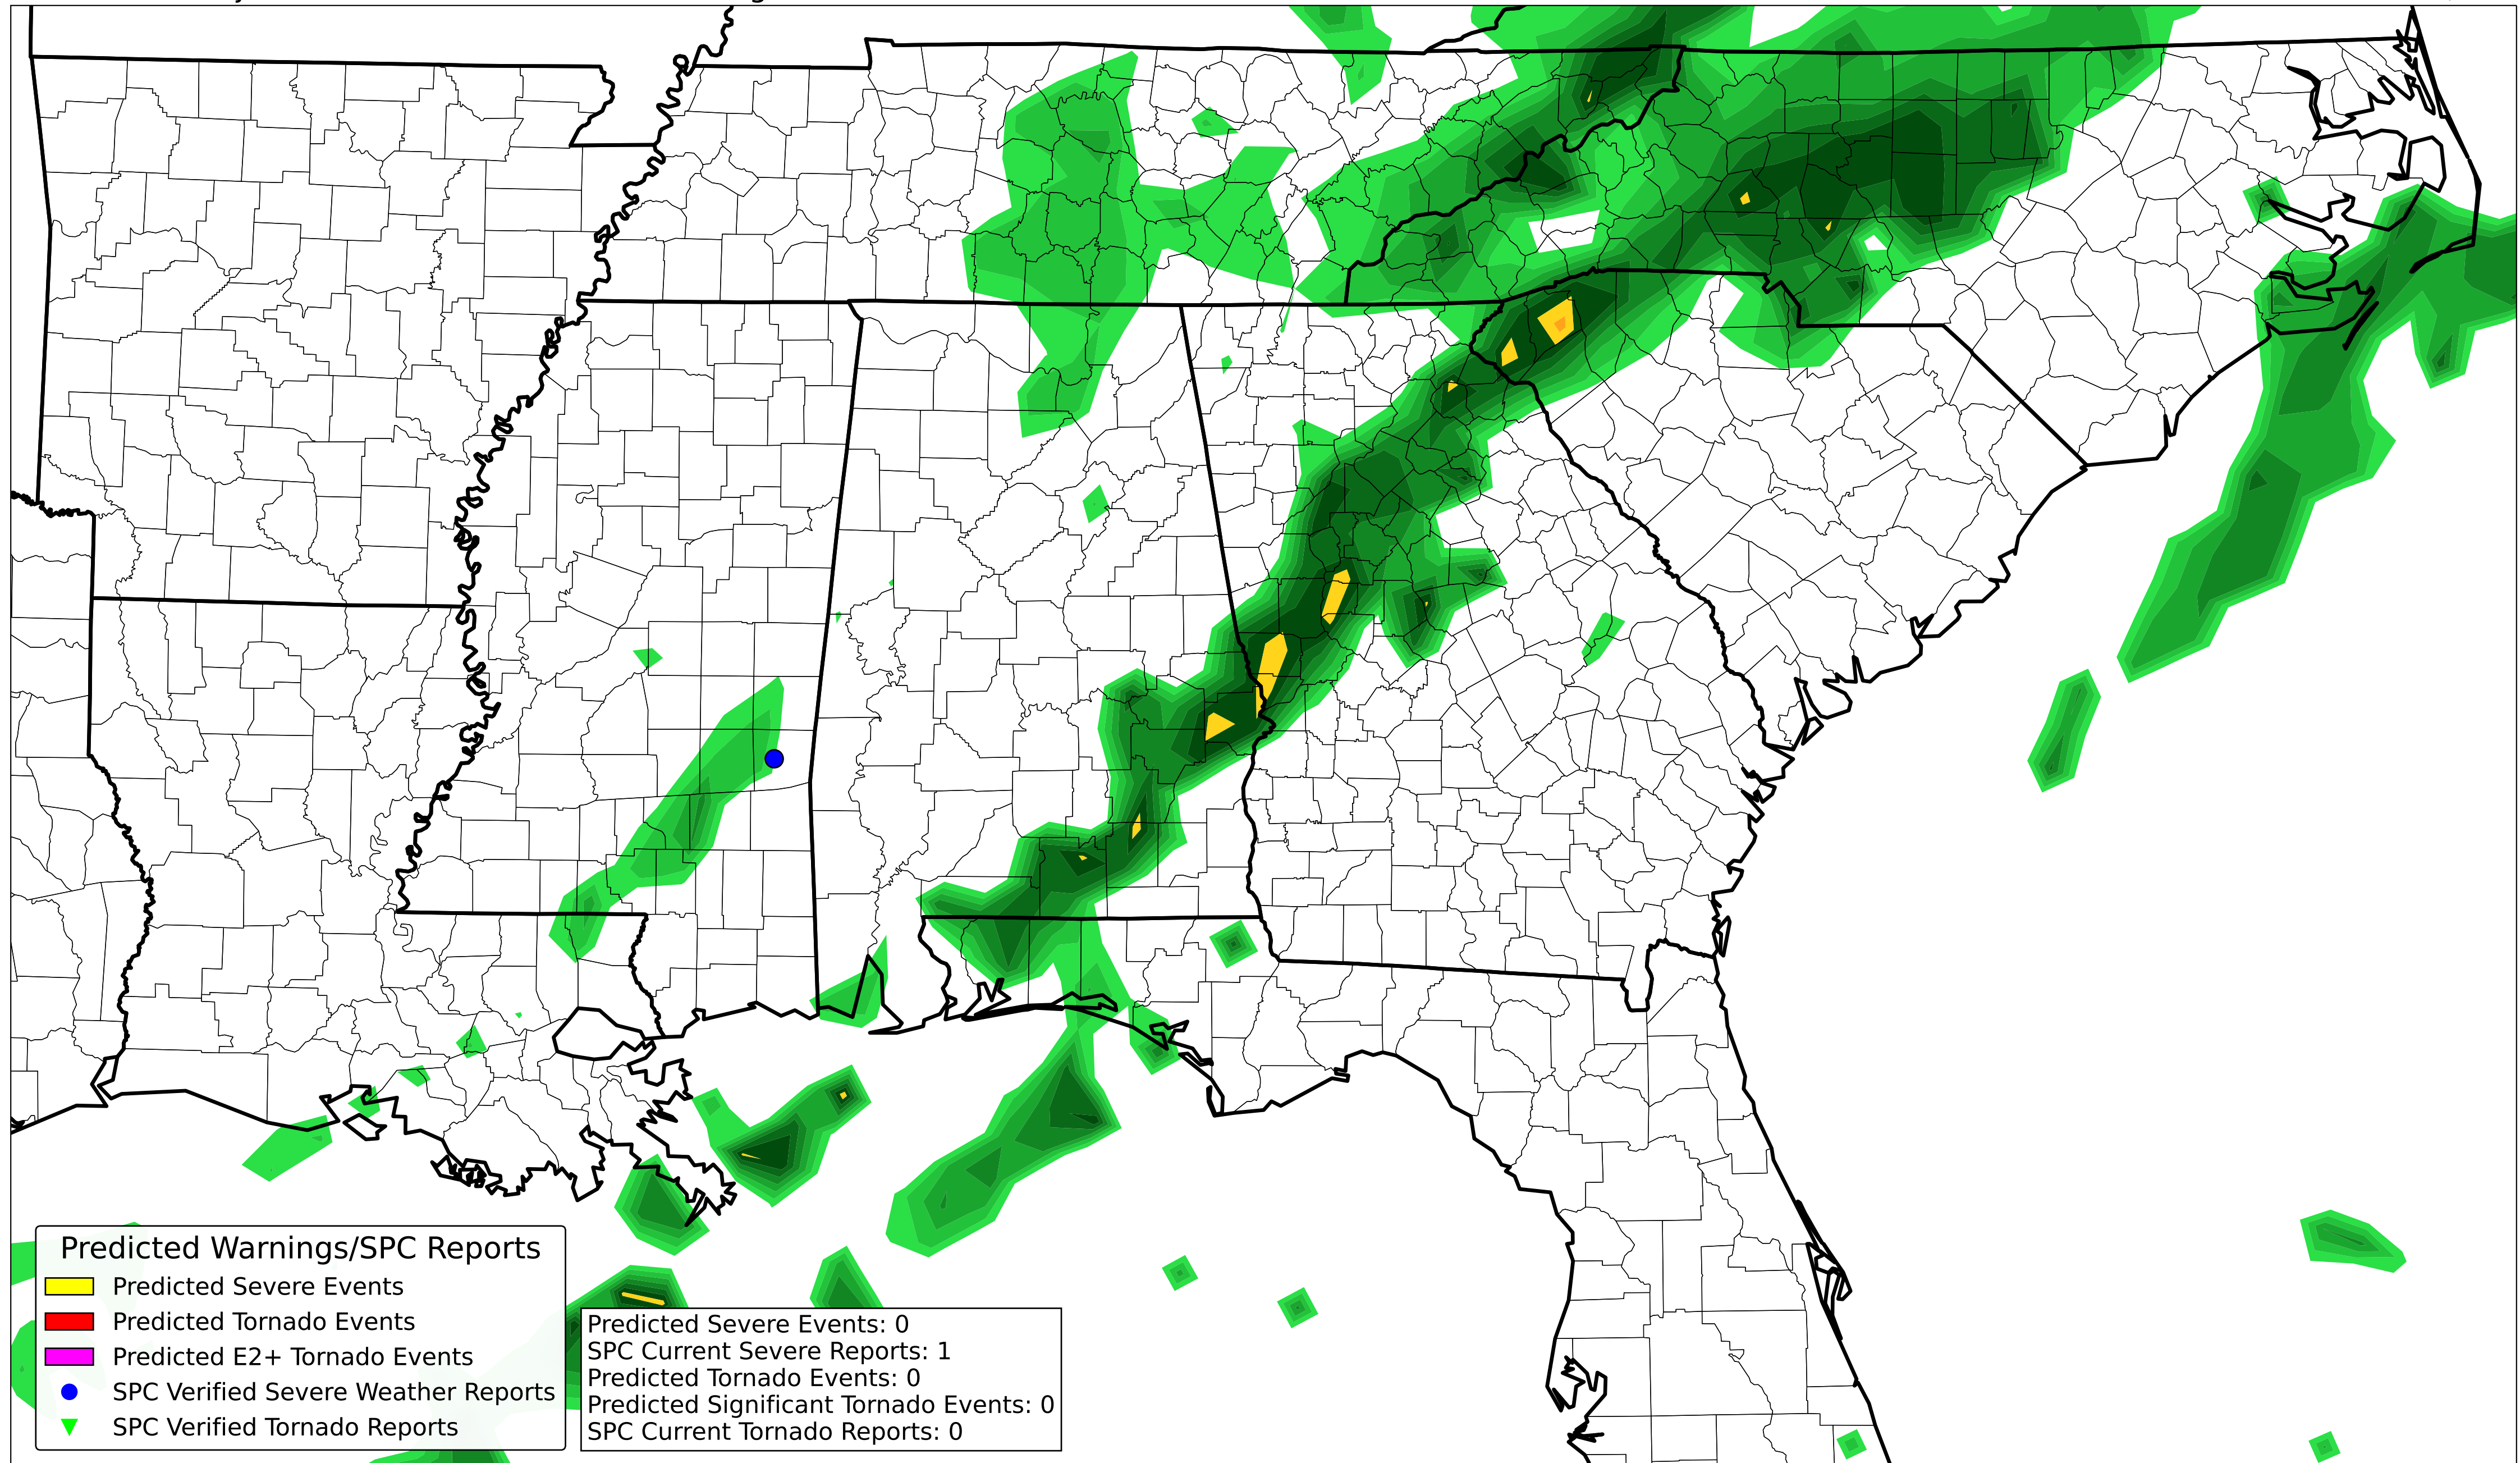 Predicted Warnings/SPC Reports
Predicted Severe Events
Predicted Tornado Events
Predicted E2+ Tornado Events
SPC Verified Severe Weather Reports
SPC Verified Tornado Reports
Predicted Severe Events: 0
SPC Current Severe Reports: 1
Predicted Tornado Events: 0
Predicted Significant Tornado Events: 0
SPC Current Tornado Reports: 0